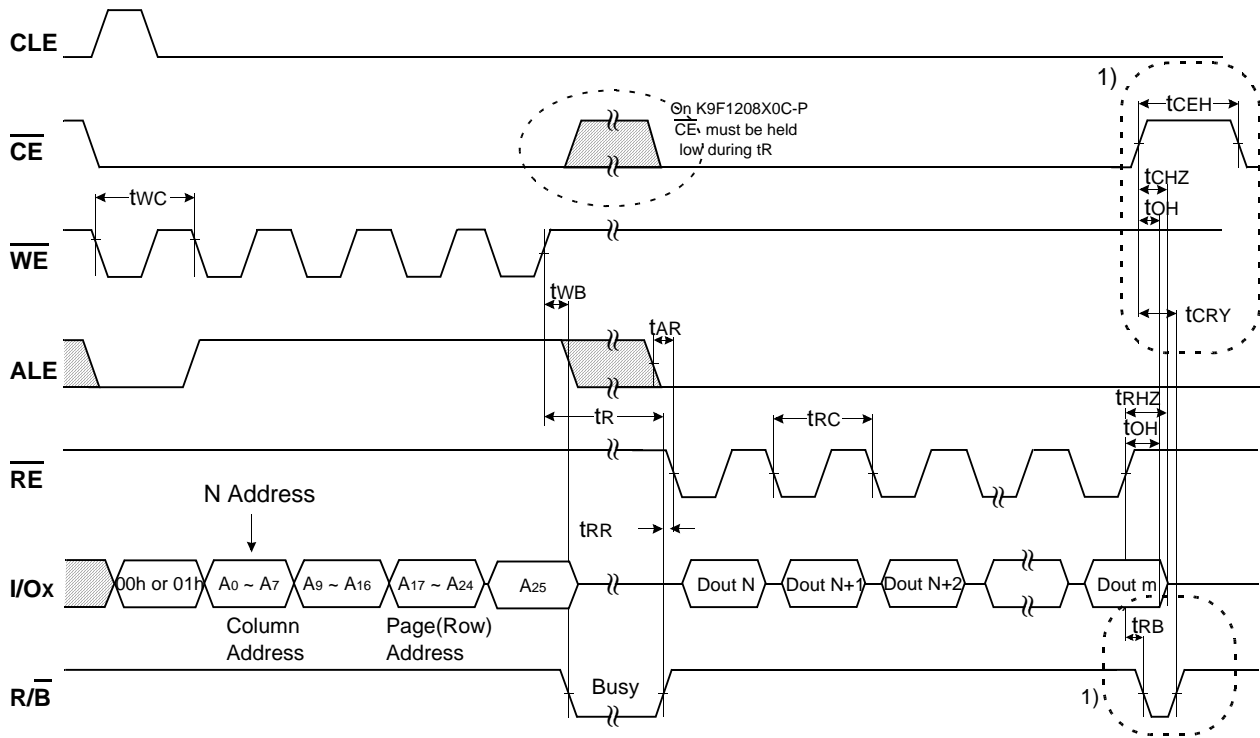 CLE
1)
tCEH
On K9F1208X0C-P
CE must be held
low during tR
CE
tCHZ
tOH
tWC
WE
tWB
tCRY
tAR
ALE
tRHZ
tOH
tR
tRC
RE
N Address
tRR
I/Ox
00h or 01h
A0 ~ A7
A9 ~ A16
A17 ~ A24
A25
Dout N
Dout N+1
Dout N+2
Dout m
Column
Address
Page(Row)
Address
tRB
R/B
Busy
1)